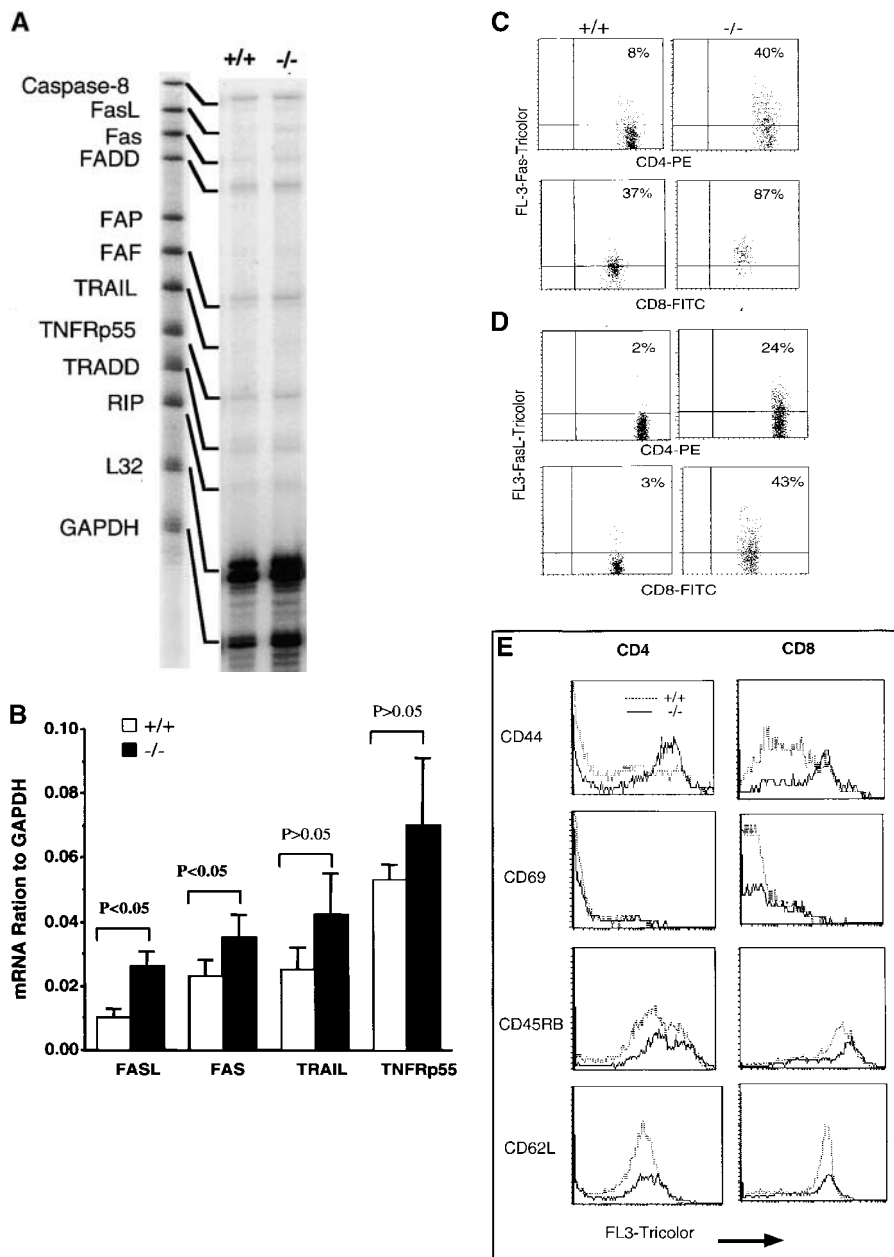 A
+/+ -/-
Caspase-8
FasL
Fas
FADD
FAP
FAF
TRAIL
TNFRp55
TRADD
RIP
L32
GAPDH
B
mRNA Ration to GAPDH
0.10
0.08
0.06
0.04
0.02
0.00
+/+
-/-
P<0.05
P<0.05
P>0.05
P>0.05
FASL FAS TRAIL TNFRp55
C
+/+ -/-
FL-3-Fas-Tricolor
8% 40%
CD4-PE
37% 87%
CD8-FITC
D
FL3-FasL-Tricolor
2% 24%
CD4-PE
3% 43%
CD8-FITC
E
CD4 CD8
+/+
-/-
CD44
CD69
CD45RB
CD62L
FL3-Tricolor